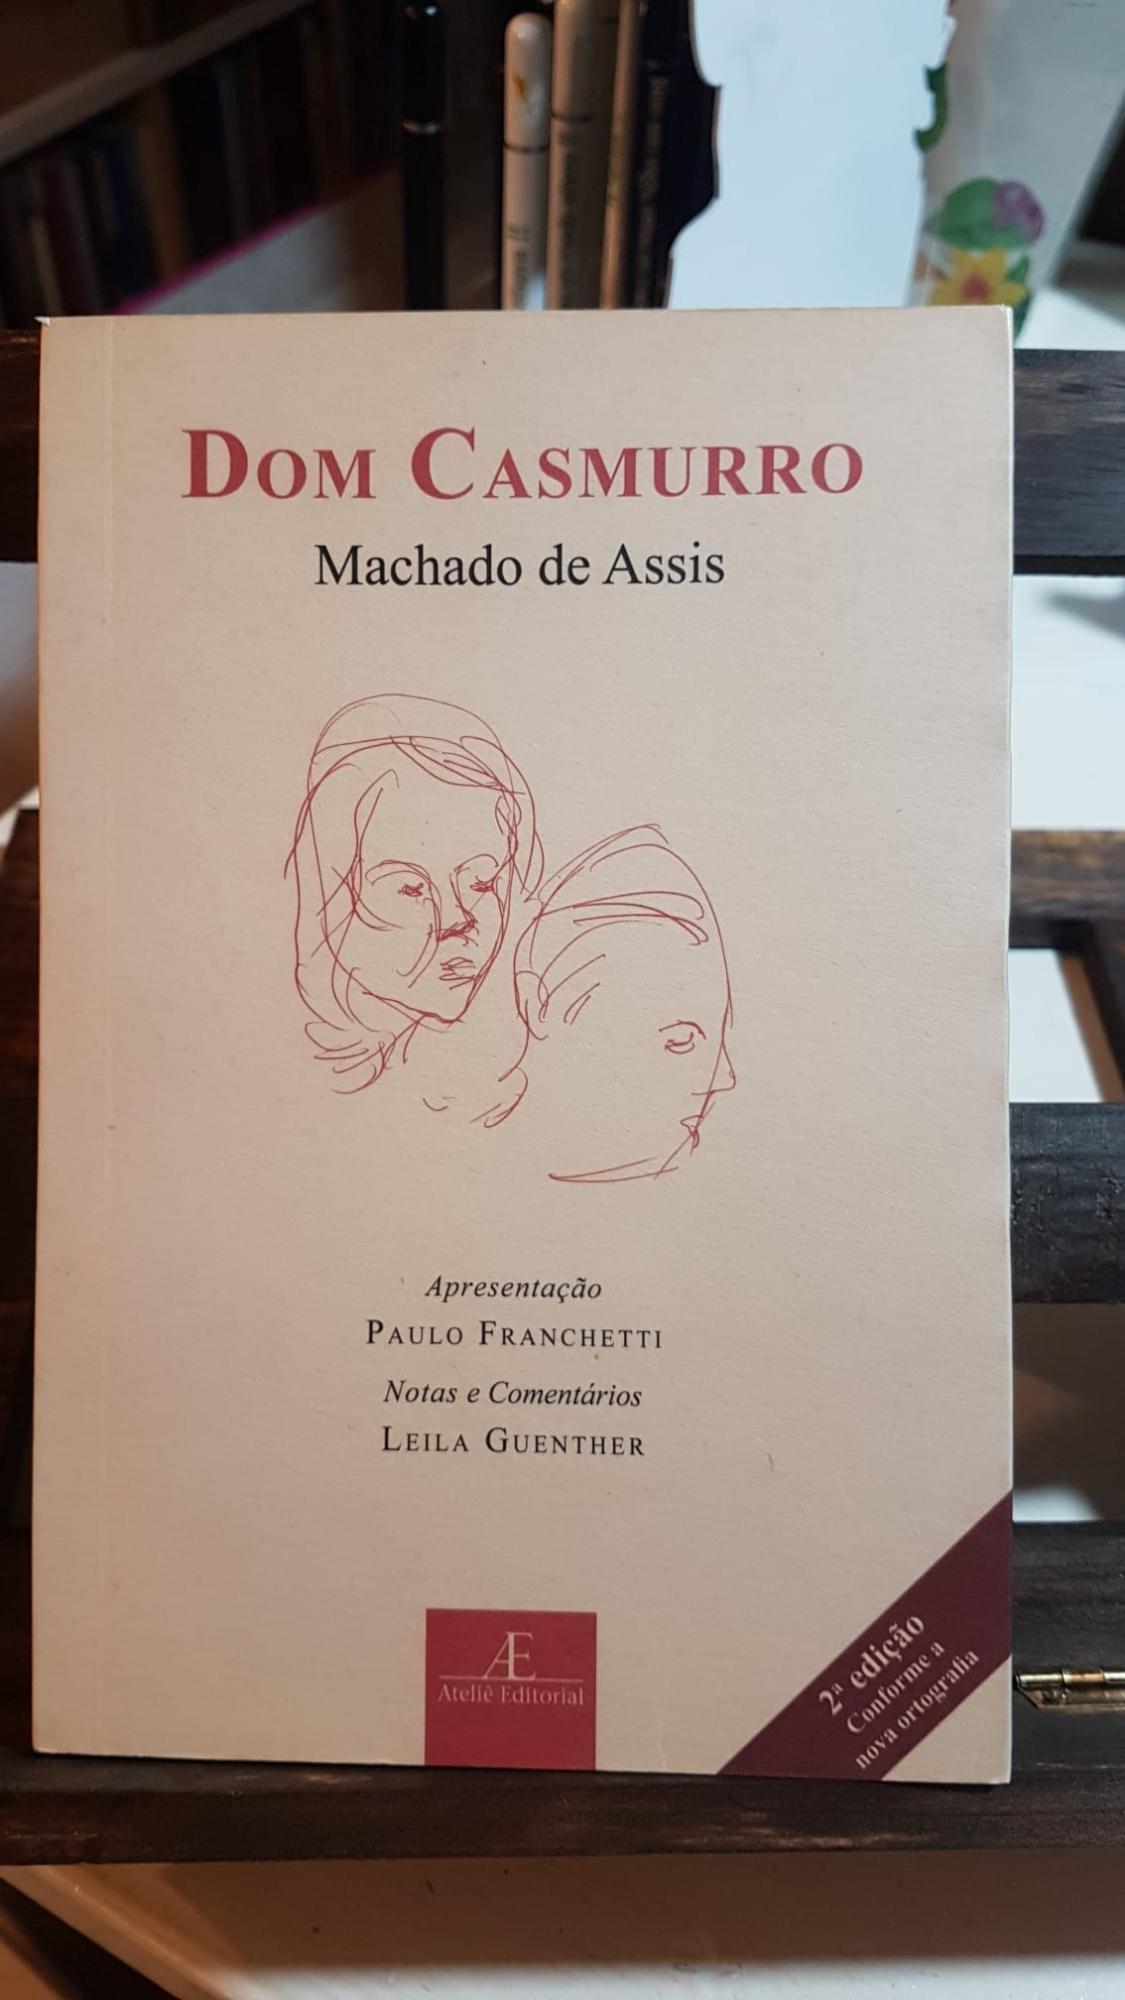 DOM CASMURRO
Machado de Assis
Apresentação
PAULO FRANCHETTI
Notas e Comentários
LEILA GUENTHER
Æ
Ateliê Editorial
2ª edição
Conforme a
nova ortografia